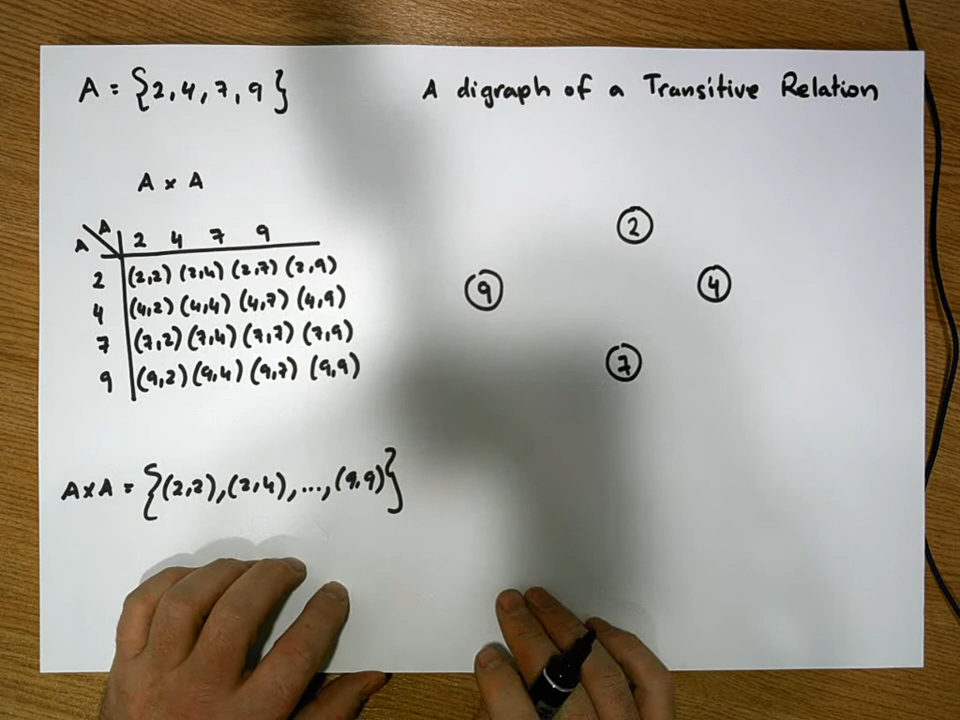 A = {2,4,7,9}
A digraph of a Transitive Relation
A x A
A A 2 4 7 9
2 (2,2) (2,4) (2,7) (2,9)
4 (4,2) (4,4) (4,7) (4,9)
7 (7,2) (7,4) (7,7) (7,9)
9 (9,2) (9,4) (9,7) (9,9)
2
9
4
7
AxA = {(2,2),(2,4),...,(9,9)}